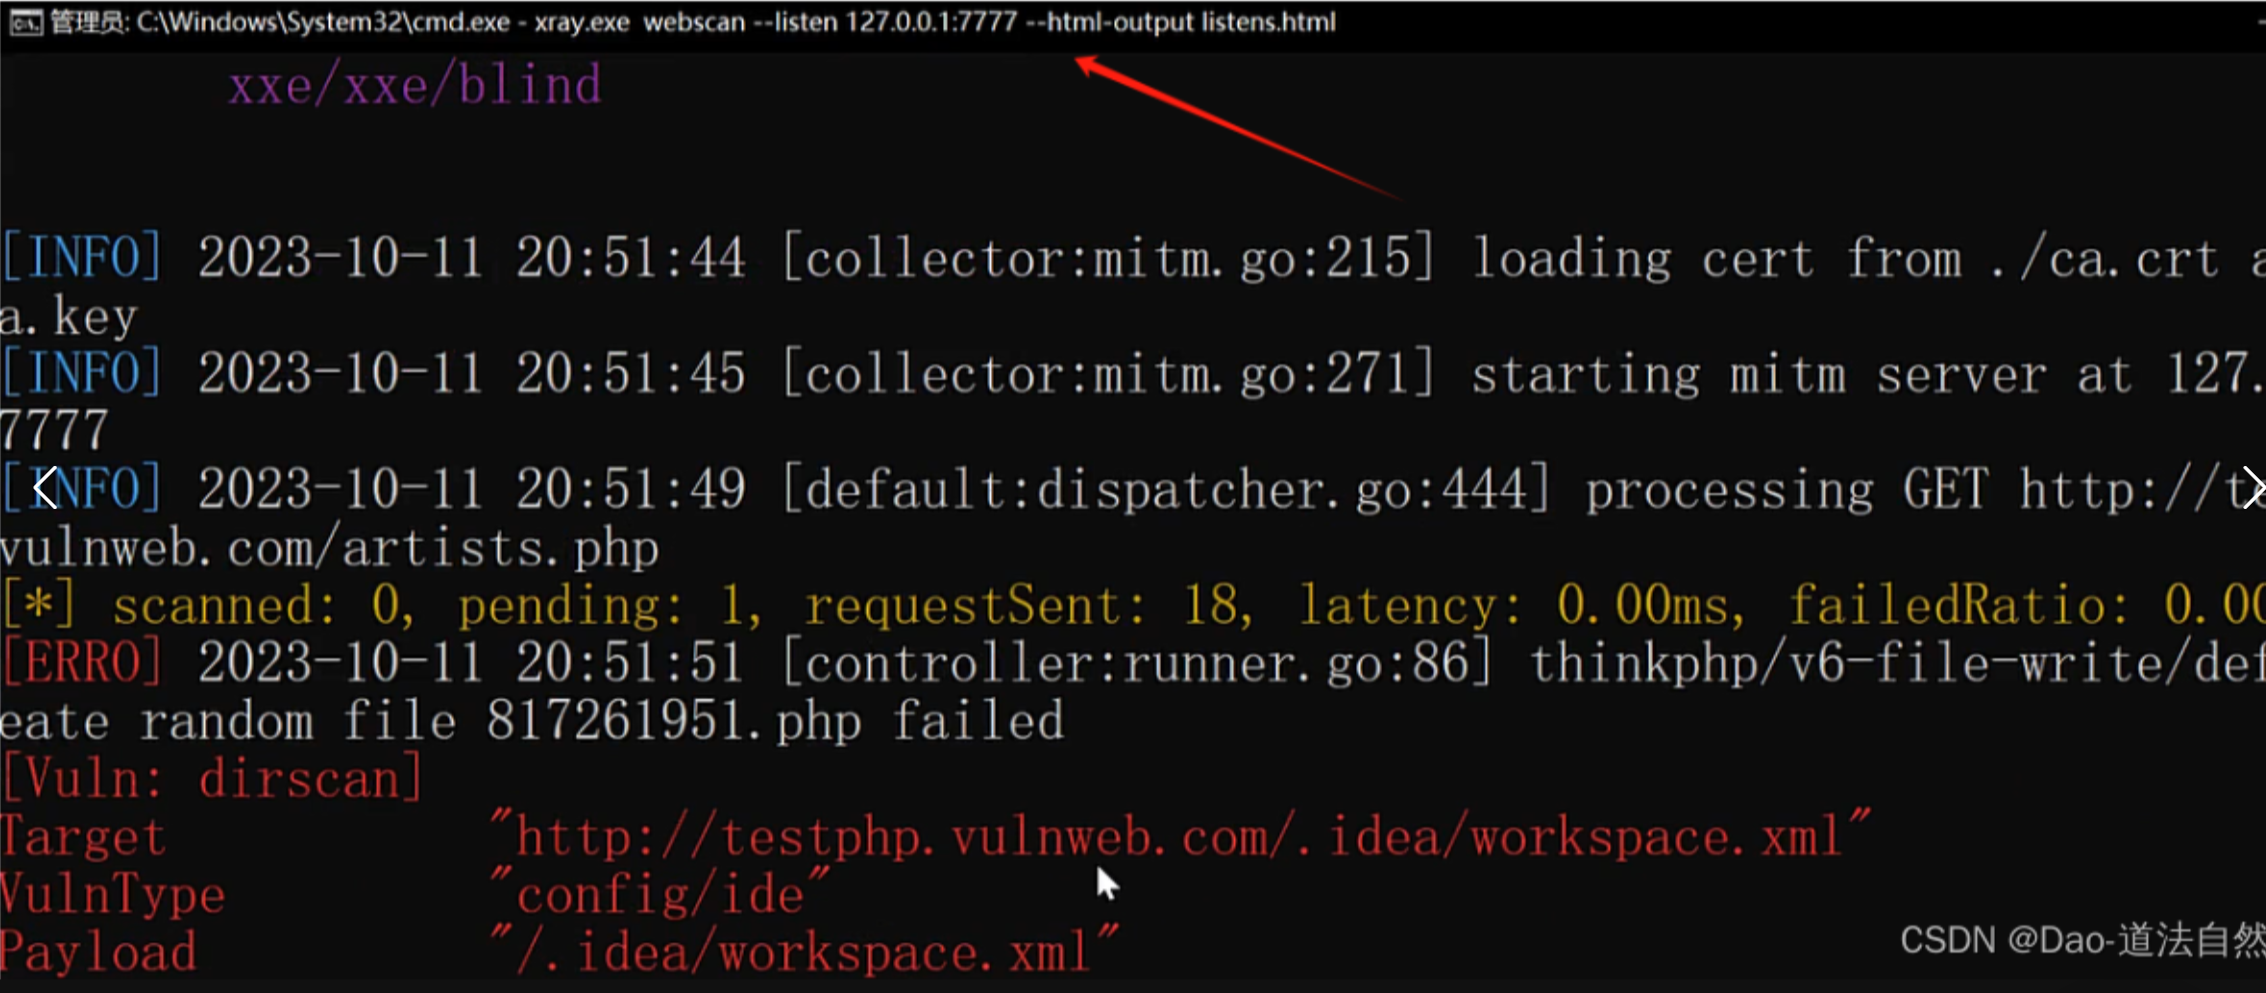 管理员: C:\Windows\System32\cmd.exe - xray.exe  webscan --listen 127.0.0.1:7777 --html-output listens.html
xxe/xxe/blind
[INFO] 2023-10-11 20:51:44 [collector:mitm.go:215] loading cert from ./ca.crt a
a.key
[INFO] 2023-10-11 20:51:45 [collector:mitm.go:271] starting mitm server at 127.
7777
[INFO] 2023-10-11 20:51:49 [default:dispatcher.go:444] processing GET http://te
vulnweb.com/artists.php
[*] scanned: 0, pending: 1, requestSent: 18, latency: 0.00ms, failedRatio: 0.00
[ERRO] 2023-10-11 20:51:51 [controller:runner.go:86] thinkphp/v6-file-write/def
eate random file 817261951.php failed
[Vuln: dirscan]
Target "http://testphp.vulnweb.com/.idea/workspace.xml"
VulnType "config/ide"
Payload "/.idea/workspace.xml"
CSDN @Dao-道法自然